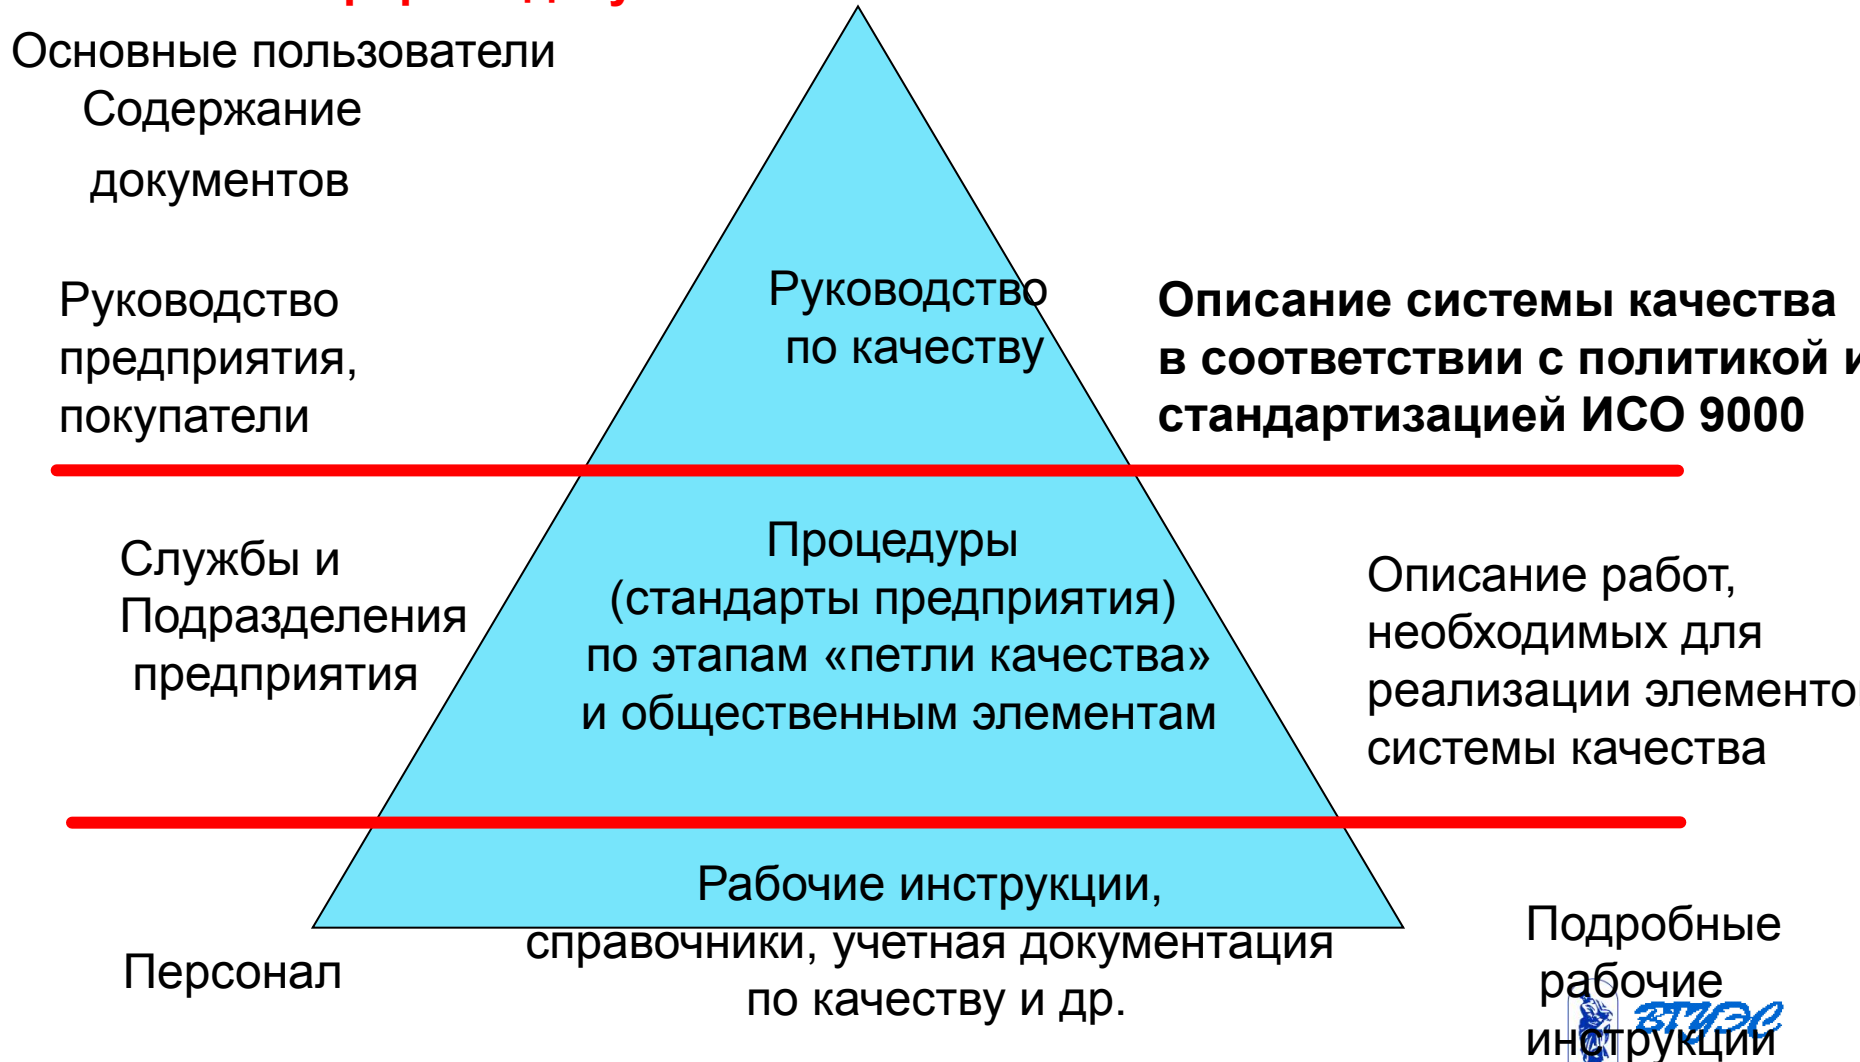 Основные пользователи
Содержание
документов
Руководство
предприятия,
покупатели
Руководство
по качеству
Описание системы качества
в соответствии с политикой и
стандартизацией ИСО 9000
Службы и
Подразделения
предприятия
Процедуры
(стандарты предприятия)
по этапам «петли качества»
и общественным элементам
Описание работ,
необходимых для
реализации элементо
системы качества
Персонал
Рабочие инструкции,
справочники, учетная документация
по качеству и др.
Подробные
рабочие
инструкции
ВГУЭС